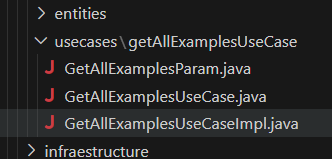 entities
usecases\getAllExamplesUseCase
GetAllExamplesParam.java
GetAllExamplesUseCase.java
GetAllExamplesUseCaseImpl.java
infraestructure